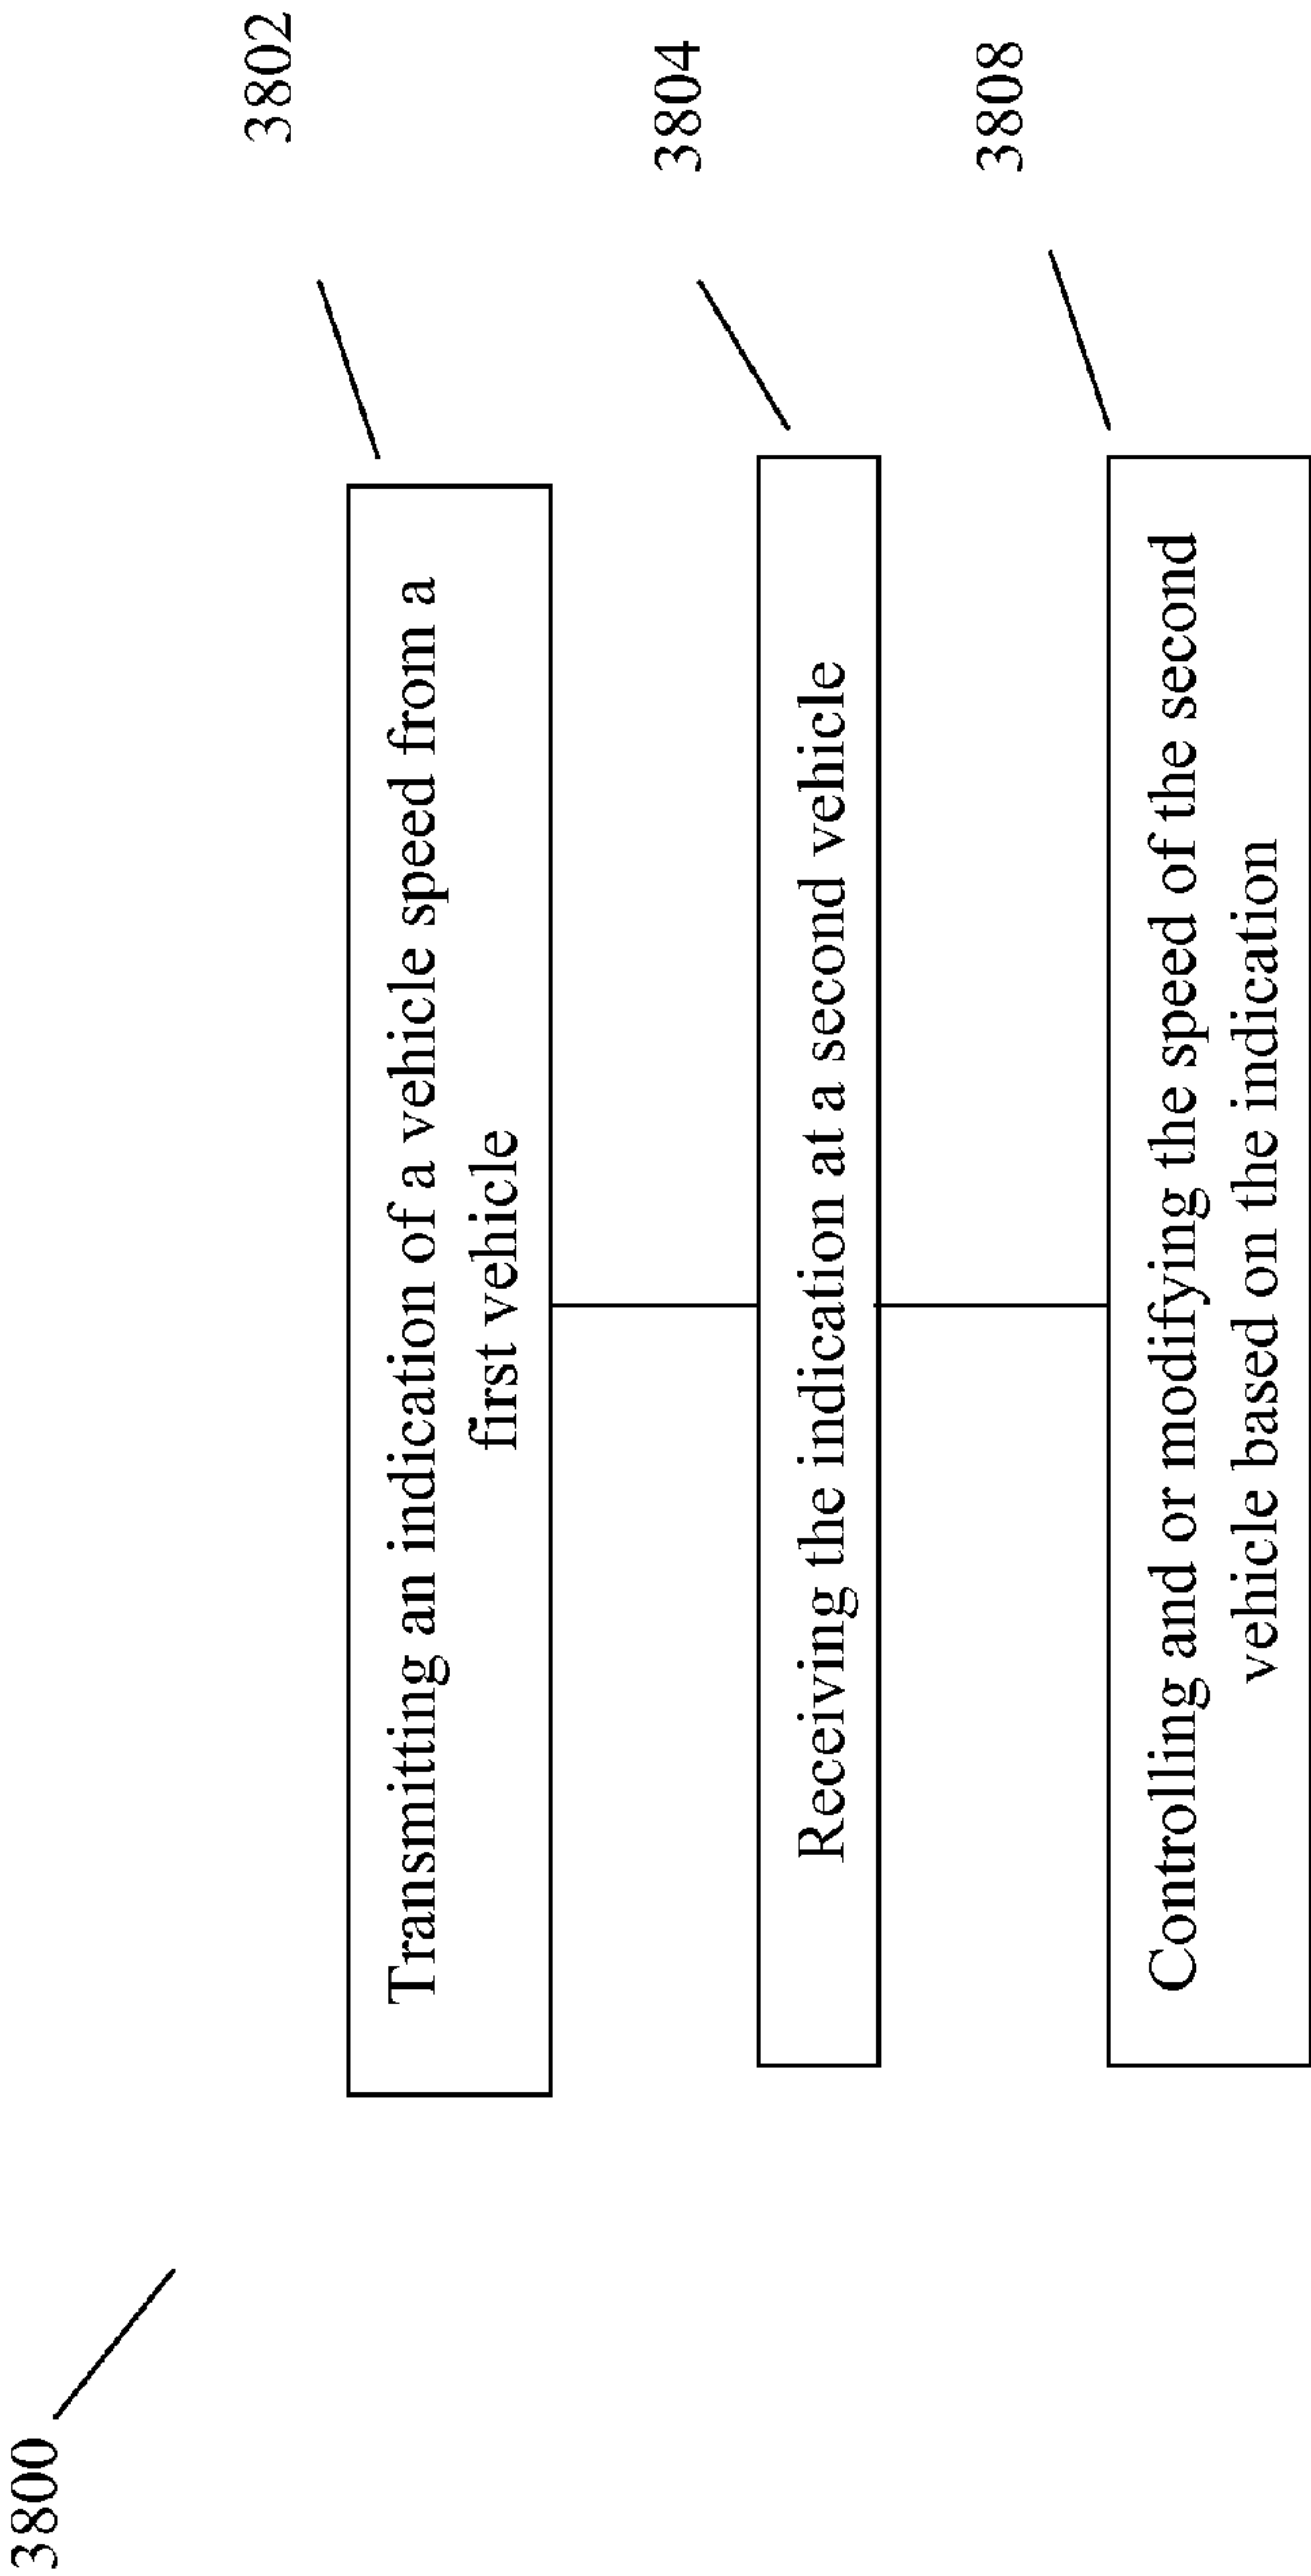 3800
3802
Transmitting an indication of a vehicle speed from a
first vehicle
3804
Receiving the indication at a second vehicle
3808
Controlling and or modifying the speed of the second
vehicle based on the indication